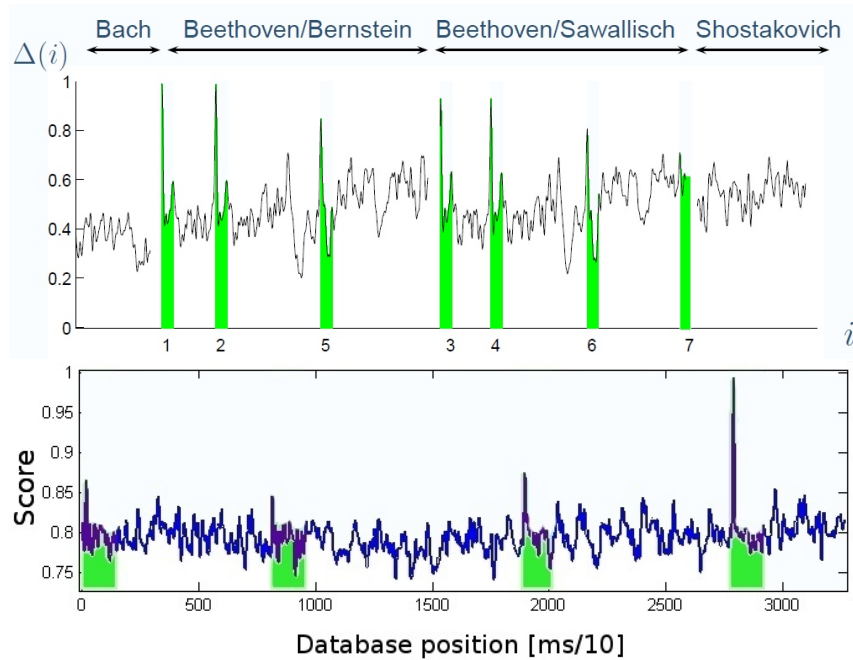 Bach Beethoven/Bernstein Beethoven/Sawallisch Shostakovich
Δ(i)
1
0.8
0.6
0.4
0.2
0
1 2 5 3 4 6 7
i
1
0.95
0.9
0.85
0.8
0.75
Score
0 500 1000 1500 2000 2500 3000
Database position [ms/10]